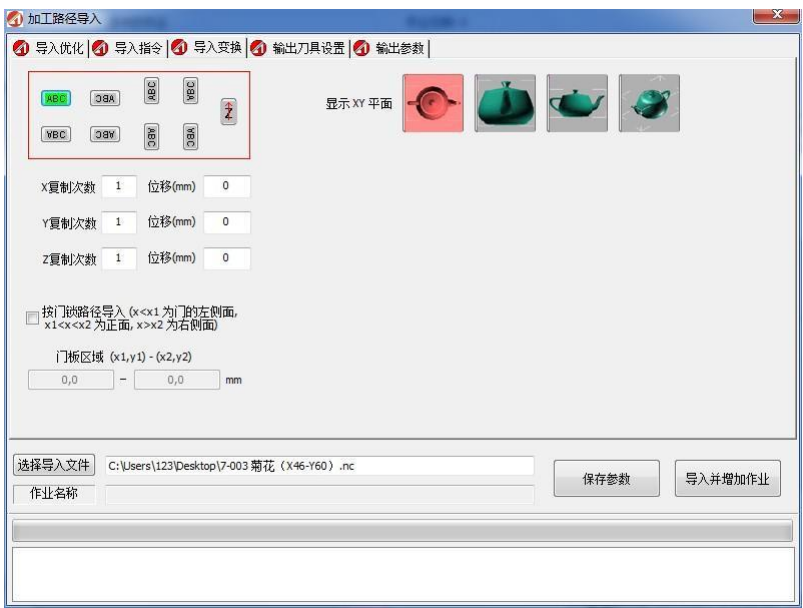 加工路径导入
导入优化 导入指令 导入变换 输出刀具设置 输出参数
ABC ABC ABC ABC
Z
ABC ABC ABC ABC
显示 XY 平面
X复制次数 1 位移(mm) 0
Y复制次数 1 位移(mm) 0
Z复制次数 1 位移(mm) 0
按门锁路径导入 (x<x1 为门的左侧面,
x1<x<x2 为正面, x>x2 为右侧面)
门板区域 (x1,y1) - (x2,y2)
0,0 – 0,0 mm
选择导入文件 C:\Users\123\Desktop\7-003 菊花（X46-Y60）.nc
作业名称
保存参数 导入并增加作业